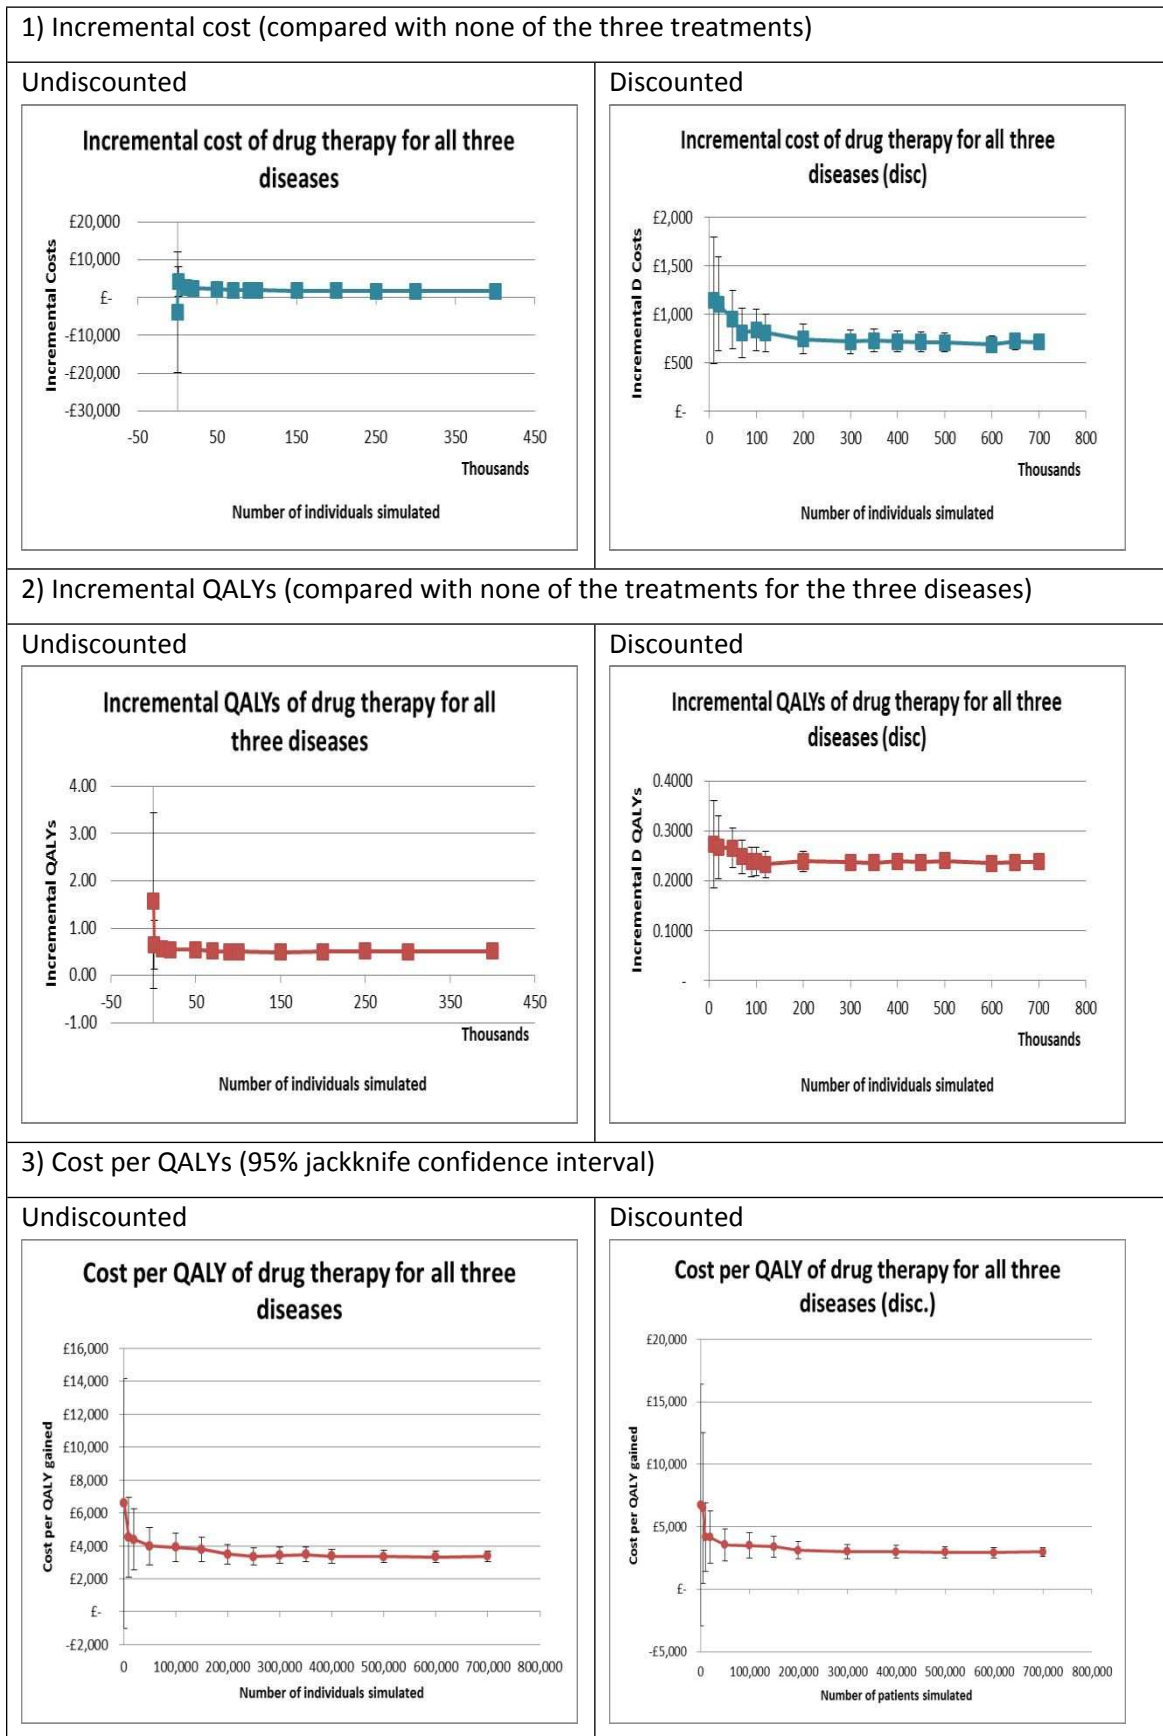 1) Incremental cost (compared with none of the three treatments)
Undiscounted
Incremental cost of drug therapy for all three
diseases
Incremental Costs
£20,000
£10,000
£-
-£10,000
-£20,000
-£30,000
-50 50 150 250 350 450
Thousands
Number of individuals simulated
Discounted
Incremental cost of drug therapy for all three
diseases (disc)
Incremental D Costs
£2,000
£1,500
£1,000
£500
£-
0 100 200 300 400 500 600 700 800
Thousands
Number of individuals simulated
2) Incremental QALYs (compared with none of the treatments for the three diseases)
Undiscounted
Incremental QALYs of drug therapy for all
three diseases
Incremental QALYs
4.00
3.00
2.00
1.00
0.00
-1.00
-50 50 150 250 350 450
Thousands
Number of individuals simulated
Discounted
Incremental QALYs of drug therapy for all three
diseases (disc)
Incremental D QALYs
0.4000
0.3000
0.2000
0.1000
-
0 100 200 300 400 500 600 700 800
Thousands
Number of individuals simulated
3) Cost per QALYs (95% jackknife confidence interval)
Undiscounted
Cost per QALY of drug therapy for all three
diseases
Cost per QALY gained
£16,000
£14,000
£12,000
£10,000
£8,000
£6,000
£4,000
£2,000
£-
-£2,000
0 100,000 200,000 300,000 400,000 500,000 600,000 700,000 800,000
Number of individuals simulated
Discounted
Cost per QALY of drug therapy for all three
diseases (disc.)
Cost per QALY gained
£20,000
£15,000
£10,000
£5,000
£-
-£5,000
0 100,000 200,000 300,000 400,000 500,000 600,000 700,000 800,000
Number of patients simulated